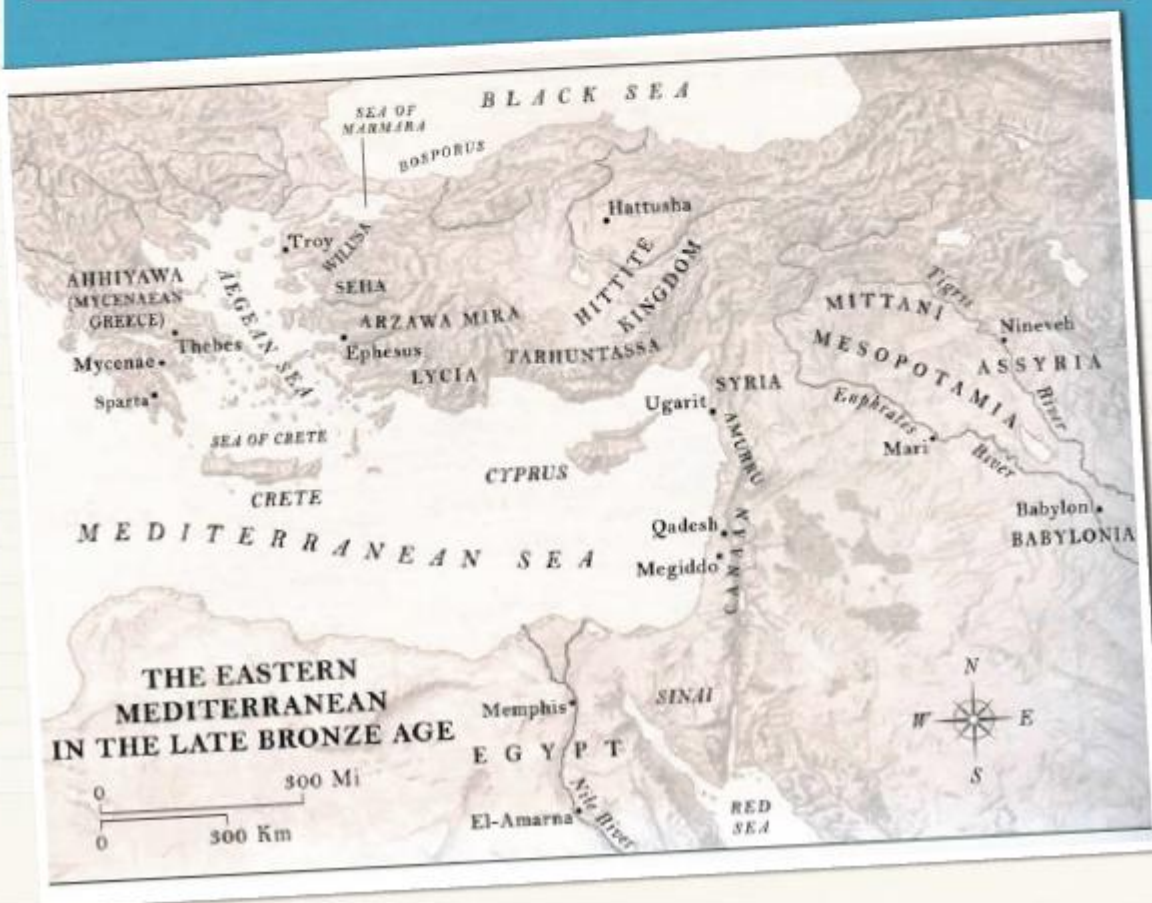 BLACK SEA
SEA OF
MARMARA
BOSPORUS
Hattusha
Troy
WILUSA
HITTITE
KINGDOM
AHHIYAWA
(MYCENAEAN
GREECE)
AEGEAN SEA
SEHA
ARZAWA MIRA
Thebes
Ephesus
TARHUNTASSA
Mycenae
LYCIA
Sparta
Tigris
River
MITTANI
Nineveh
MESOPOTAMIA
ASSYRIA
SYRIA
Ugarit
AMURRU
Euphrates
River
Mari
SEA OF CRETE
CRETE
CYPRUS
Babylon
BABYLONIA
Qadesh
Megiddo
CANAAN
MEDITERRANEAN SEA
THE EASTERN
MEDITERRANEAN
IN THE LATE BRONZE AGE
0
300 Mi
0
300 Km
Memphis
SINAI
EGYPT
Nile River
El-Amarna
RED
SEA
N
W
E
S